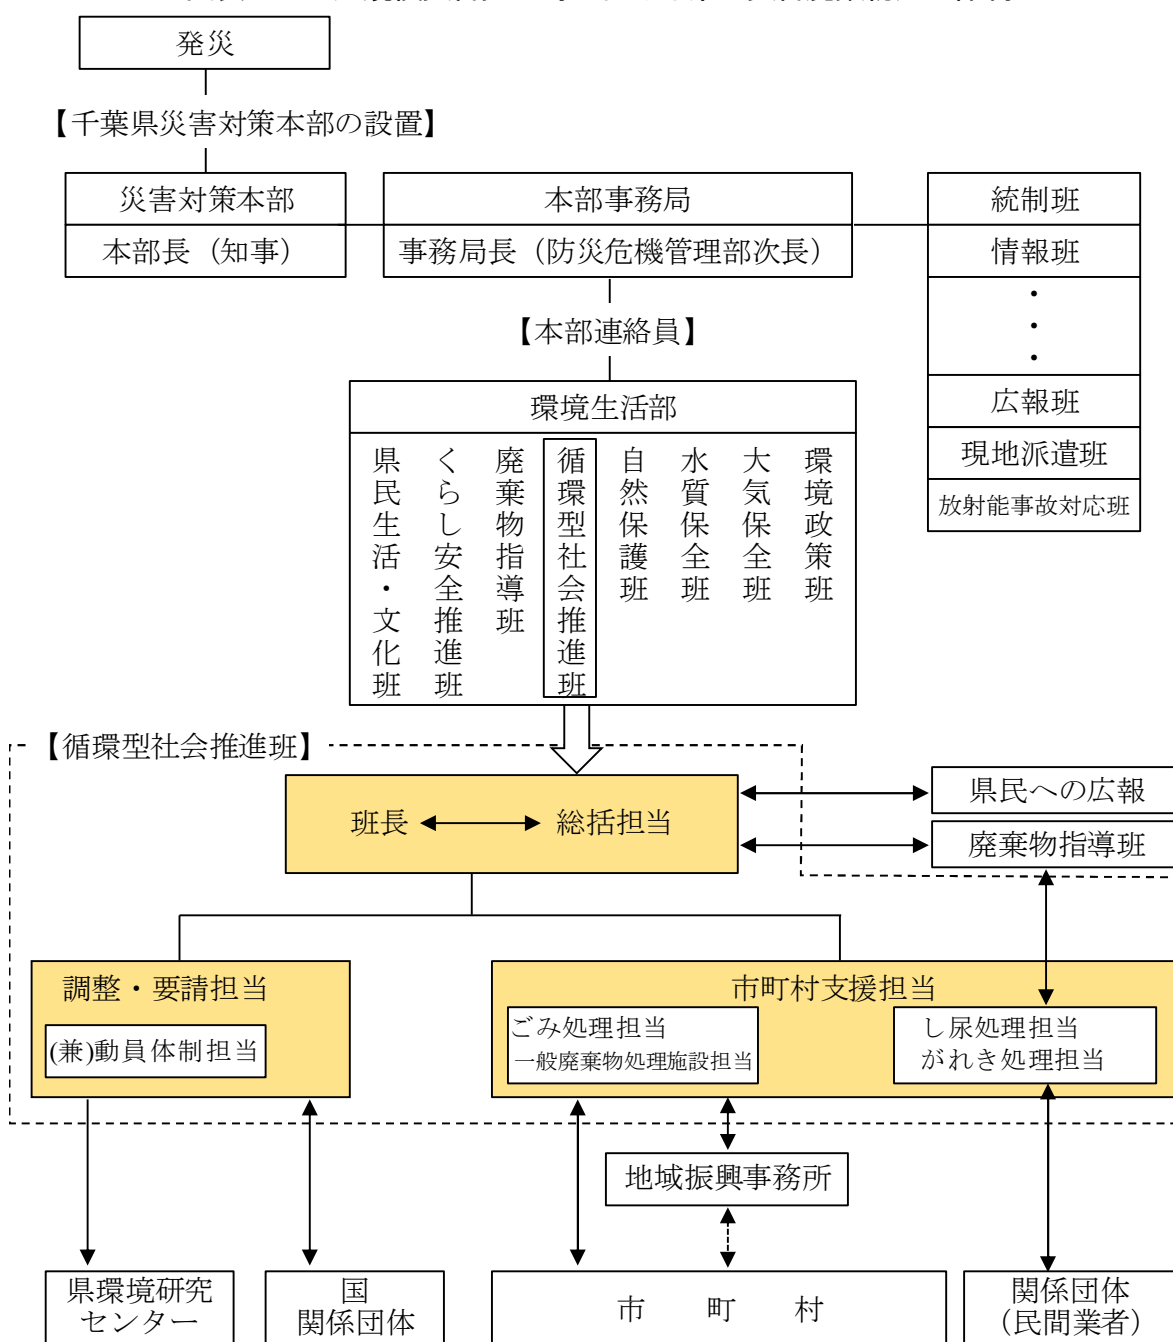 発災
【千葉県災害対策本部の設置】
災害対策本部
本部長（知事）
本部事務局
事務局長（防災危機管理部次長）
統制班
情報班
・
・
・
広報班
現地派遣班
放射能事故対応班
【本部連絡員】
環境生活部
県民生活・文化班
くらし安全推進班
廃棄物指導班
循環型社会推進班
自然保護班
水質保全班
大気保全班
環境政策班
【循環型社会推進班】
班長
総括担当
県民への広報
廃棄物指導班
調整・要請担当
(兼)動員体制担当
市町村支援担当
ごみ処理担当
一般廃棄物処理施設担当
し尿処理担当
がれき処理担当
地域振興事務所
県環境研究
センター
国
関係団体
市　町　村
関係団体
（民間業者）